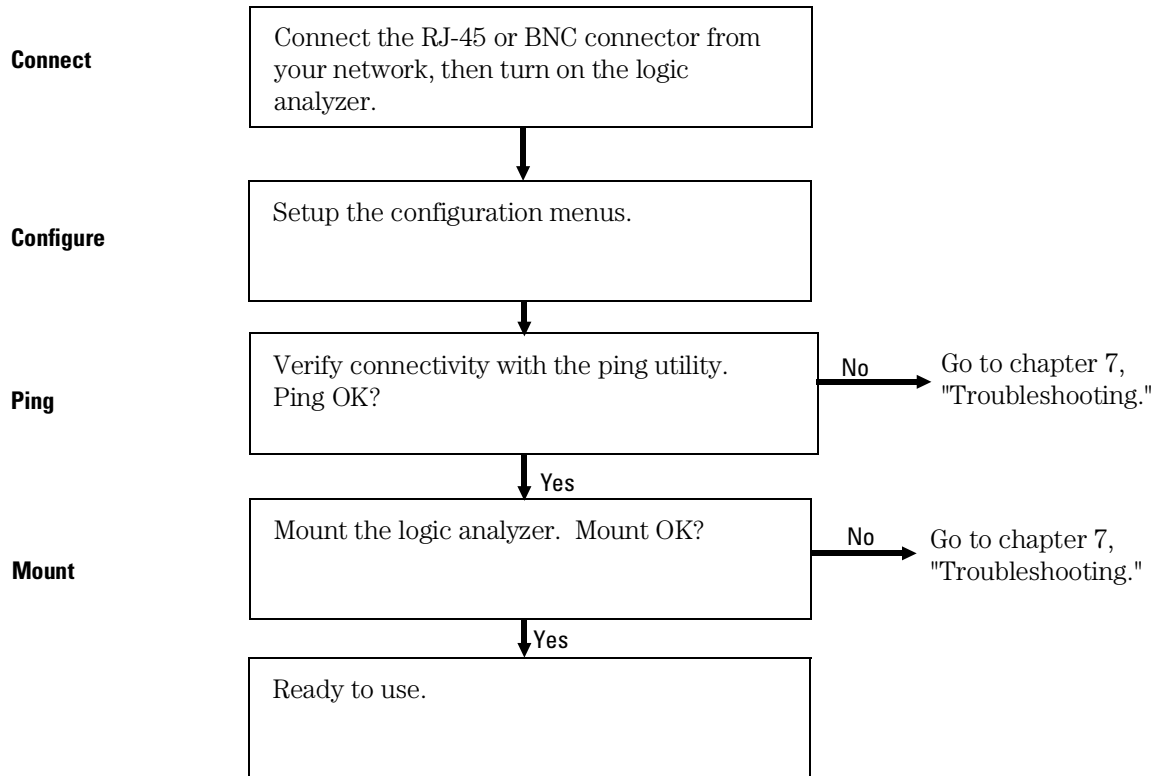 Connect
Connect the RJ-45 or BNC connector from
your network, then turn on the logic
analyzer.
Configure
Setup the configuration menus.
Ping
Verify connectivity with the ping utility.
Ping OK?
No
Go to chapter 7,
"Troubleshooting."
Yes
Mount
Mount the logic analyzer.  Mount OK?
No
Go to chapter 7,
"Troubleshooting."
Yes
Ready to use.